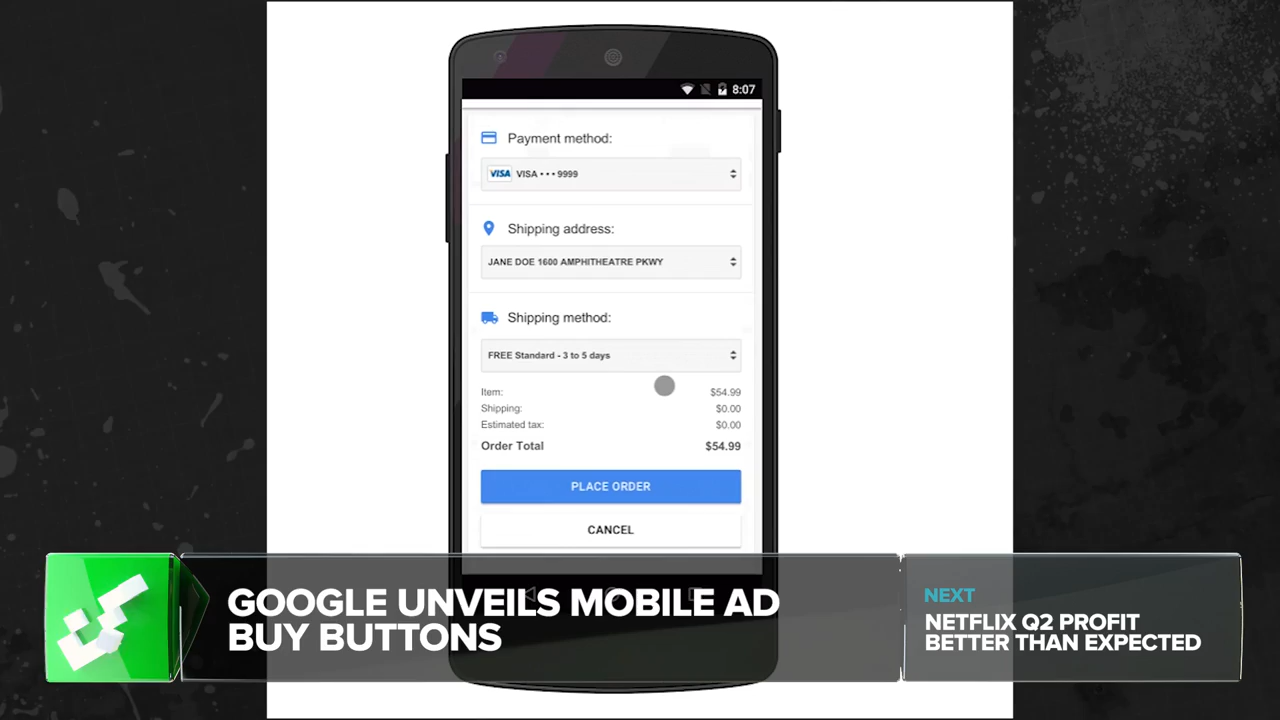 8:07
Payment method:
VISA VISA • • • 9999
Shipping address:
JANE DOE 1600 AMPHITHEATRE PKWY
Shipping method:
FREE Standard - 3 to 5 days
Item: $54.99
Shipping: $0.00
Estimated tax: $0.00
Order Total $54.99
PLACE ORDER
CANCEL
GOOGLE UNVEILS MOBILE AD
BUY BUTTONS
NEXT
NETFLIX Q2 PROFIT
BETTER THAN EXPECTED